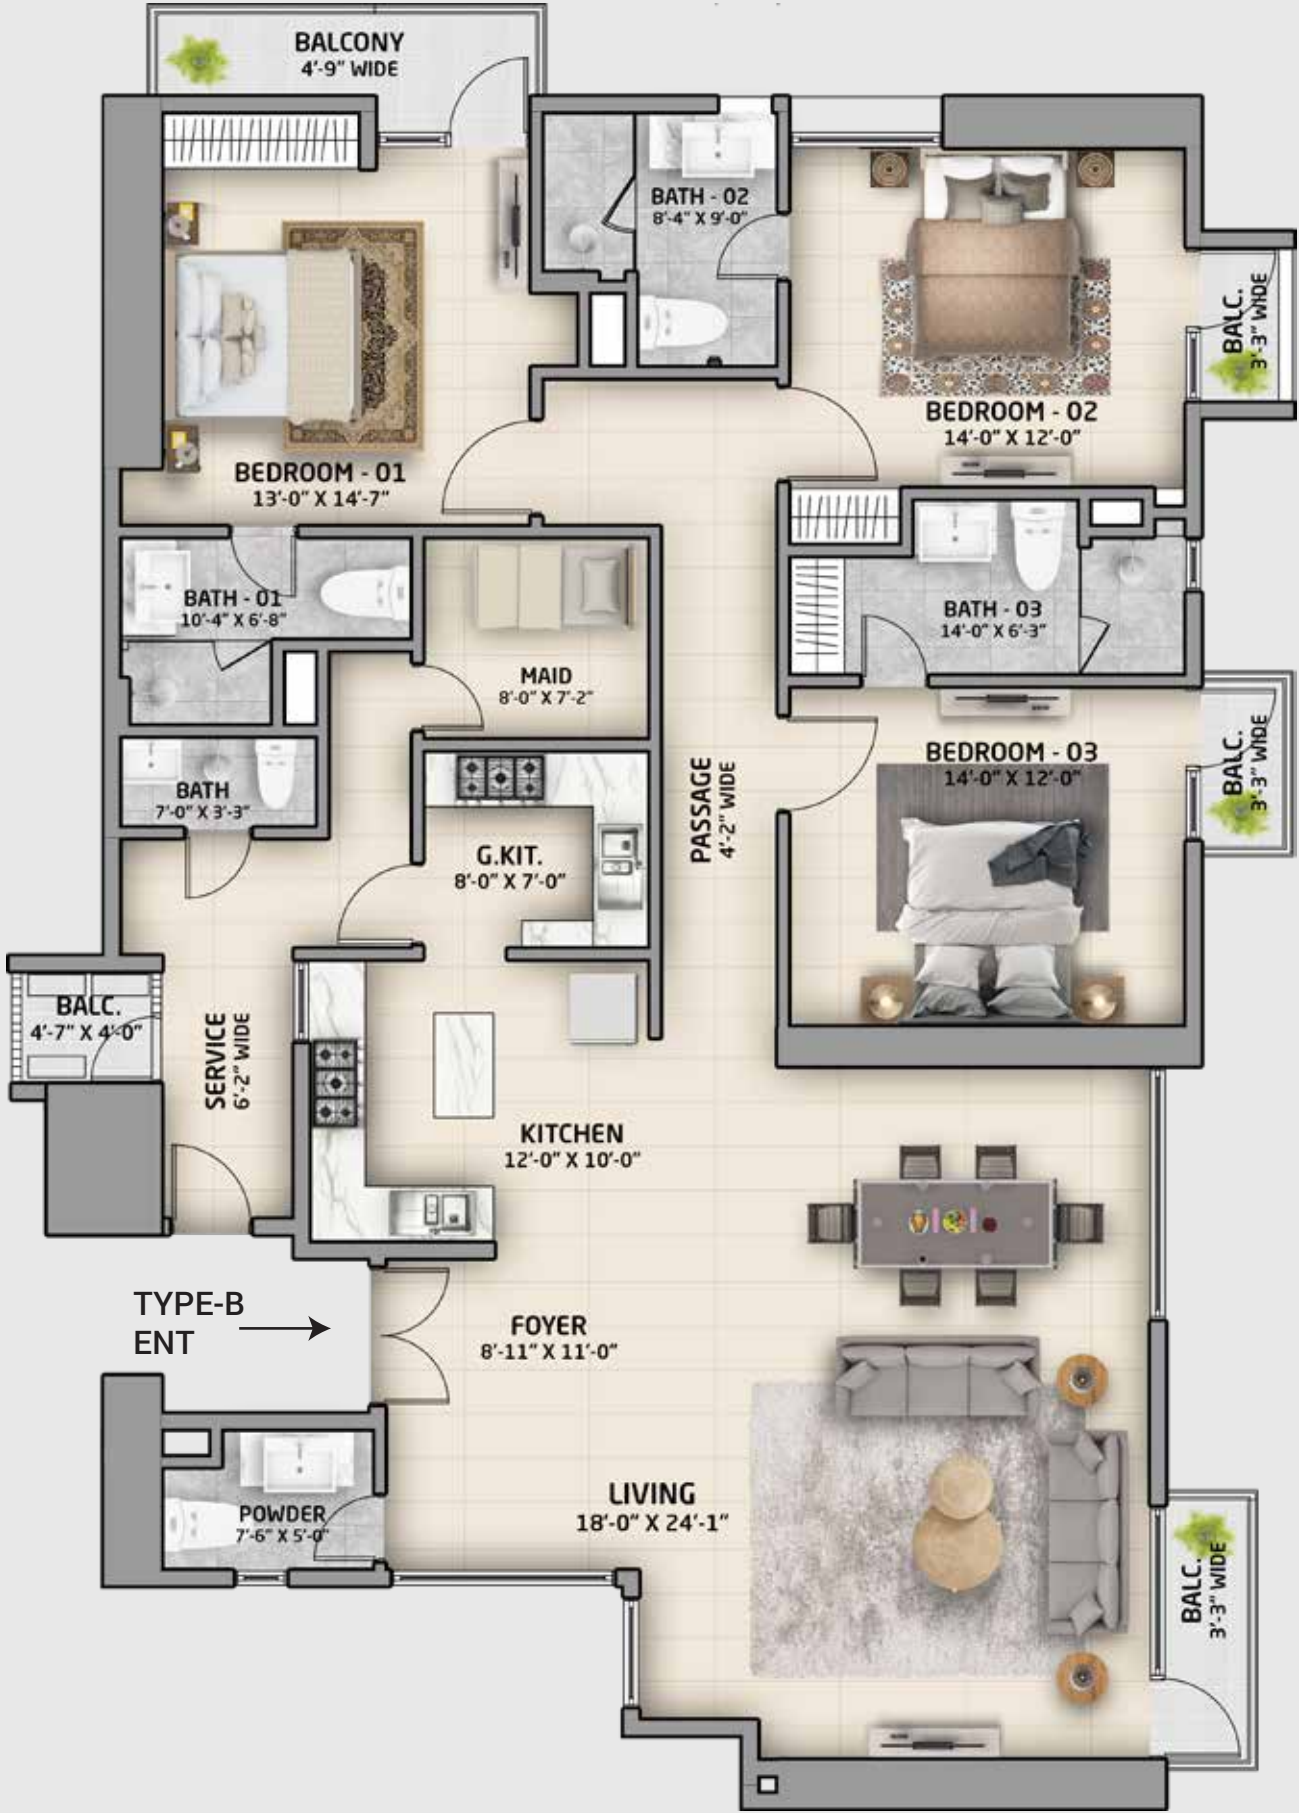 BALCONY
4'-9" WIDE
BATH - 02
8'-4" X 9'-0"
BALC.
3'-3" WIDE
BEDROOM - 02
14'-0" X 12'-0"
BEDROOM - 01
13'-0" X 14'-7"
BATH - 01
10'-4" X 6'-8"
BATH - 03
14'-0" X 6'-3"
MAID
8'-0" X 7'-2"
BALC.
3'-3" WIDE
BEDROOM - 03
14'-0" X 12'-0"
BATH
7'-0" X 3'-3"
PASSAGE
4'-2" WIDE
G.KIT.
8'-0" X 7'-0"
BALC.
4'-7" X 4'-0"
SERVICE
6'-2" WIDE
KITCHEN
12'-0" X 10'-0"
TYPE-B
ENT
FOYER
8'-11" X 11'-0"
LIVING
18'-0" X 24'-1"
POWDER
7'-6" X 5'-0"
BALC.
3'-3" WIDE